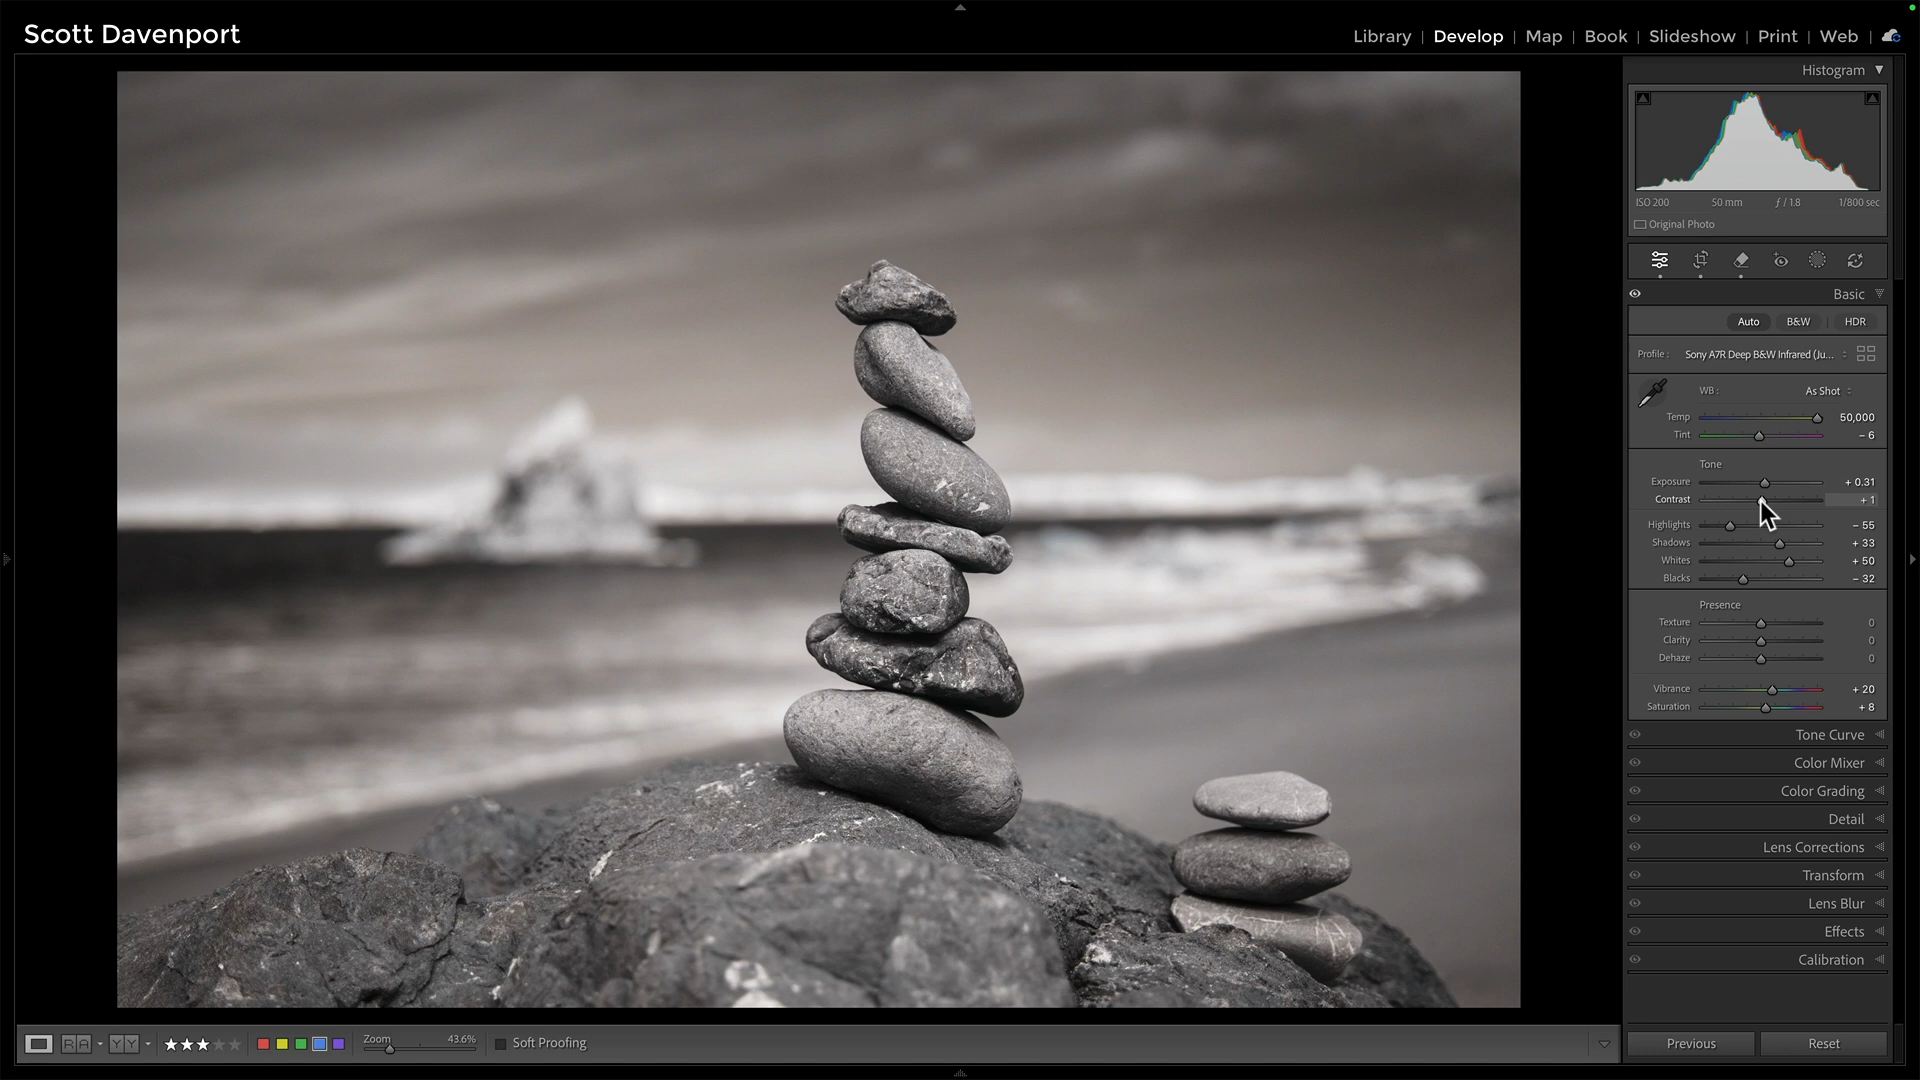 Scott Davenport
Library | Develop | Map | Book | Slideshow | Print | Web |
Histogram
ISO 200 50 mm ƒ / 1.8 1/800 sec
Original Photo
Basic
Auto B&W | HDR
Profile : Sony A7R Deep B&W Infrared (Ju...
WB : As Shot
Temp 50,000
Tint − 6
Tone
Exposure + 0.31
Contrast + 1
Highlights − 55
Shadows + 33
Whites + 50
Blacks − 32
Presence
Texture 0
Clarity 0
Dehaze 0
Vibrance + 20
Saturation + 8
Tone Curve
Color Mixer
Color Grading
Detail
Lens Corrections
Transform
Lens Blur
Effects
Calibration
R A Y Y Zoom 43.6% Soft Proofing
Previous Reset